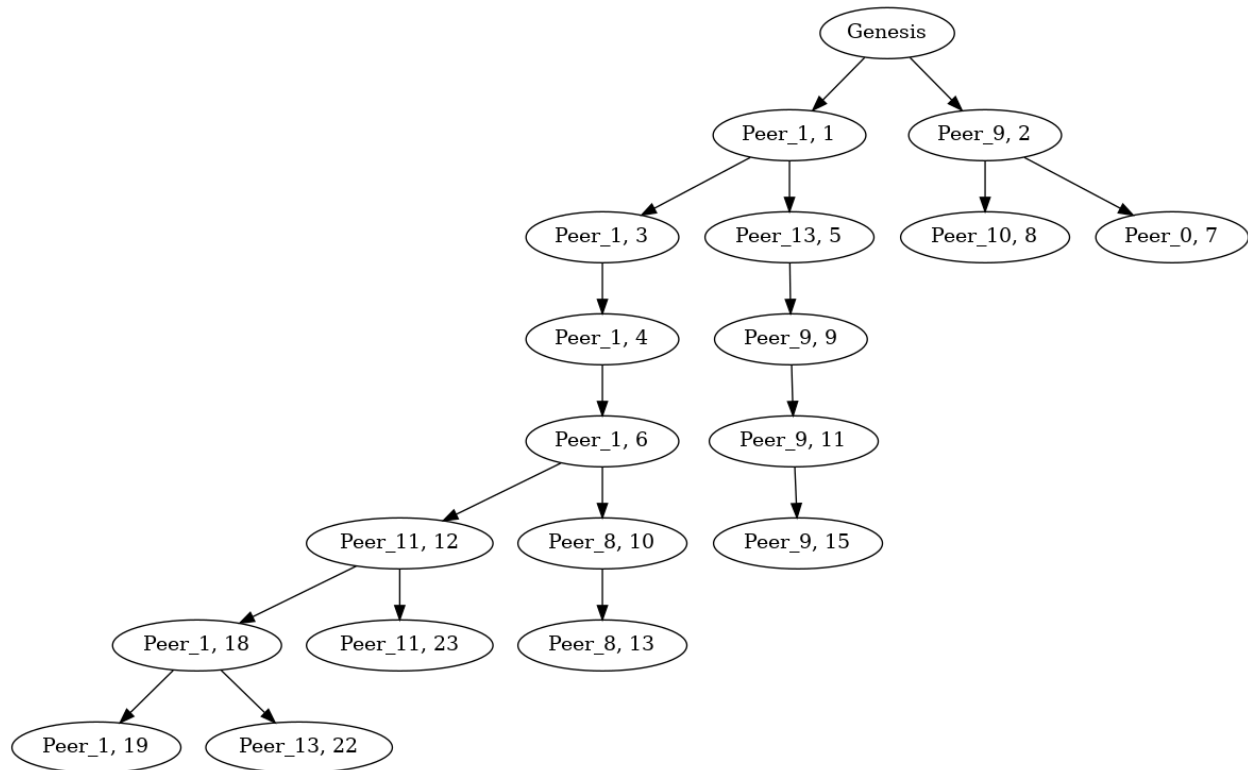 Genesis
Peer_1, 1
Peer_9, 2
Peer_1, 3
Peer_13, 5
Peer_10, 8
Peer_0, 7
Peer_1, 4
Peer_9, 9
Peer_1, 6
Peer_9, 11
Peer_11, 12
Peer_8, 10
Peer_9, 15
Peer_1, 18
Peer_11, 23
Peer_8, 13
Peer_1, 19
Peer_13, 22